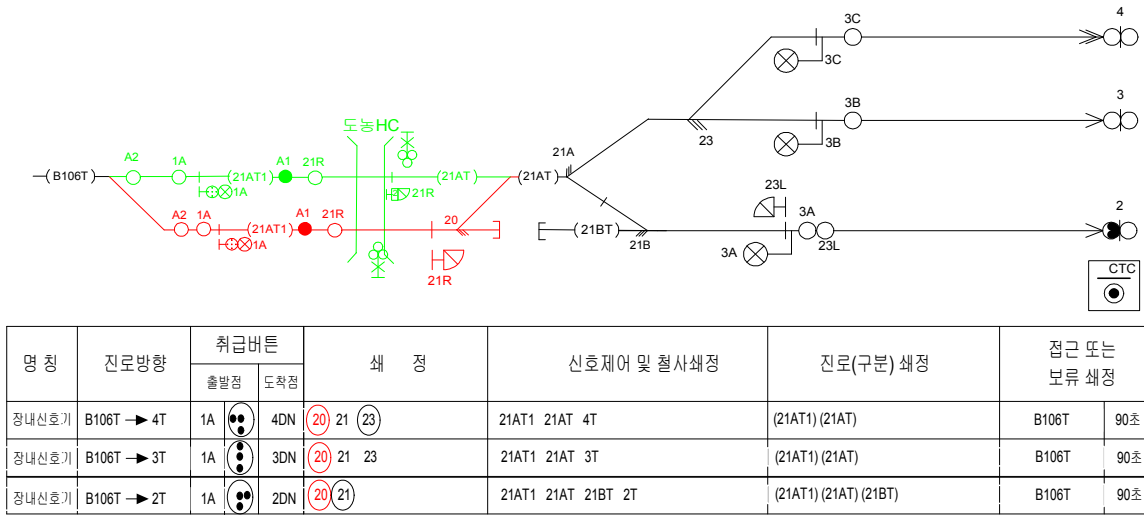 4
3C
3C
3
3B
23
3B
도농HC
A2
1A
(21AT1)
A1
21R
(21AT)
(B106T)
1A
21R
(21AT)
21A
A2
1A
(21AT1)
A1
21R
20
1A
21R
(21BT)
21B
23L
3A
3A
23L
2
CTC
명 칭 진로방향 취급버튼 쇄 정 신호제어 및 철사쇄정 진로(구분) 쇄정 접근 또는 보류 쇄정
출발점 도착점
장내신호기 B106T → 4T 1A 4DN 20 21 23 21AT1 21AT 4T (21AT1) (21AT) B106T 90초
장내신호기 B106T → 3T 1A 3DN 20 21 23 21AT1 21AT 3T (21AT1) (21AT) B106T 90초
장내신호기 B106T → 2T 1A 2DN 20 21 21AT1 21AT 21BT 2T (21AT1) (21AT) (21BT) B106T 90초